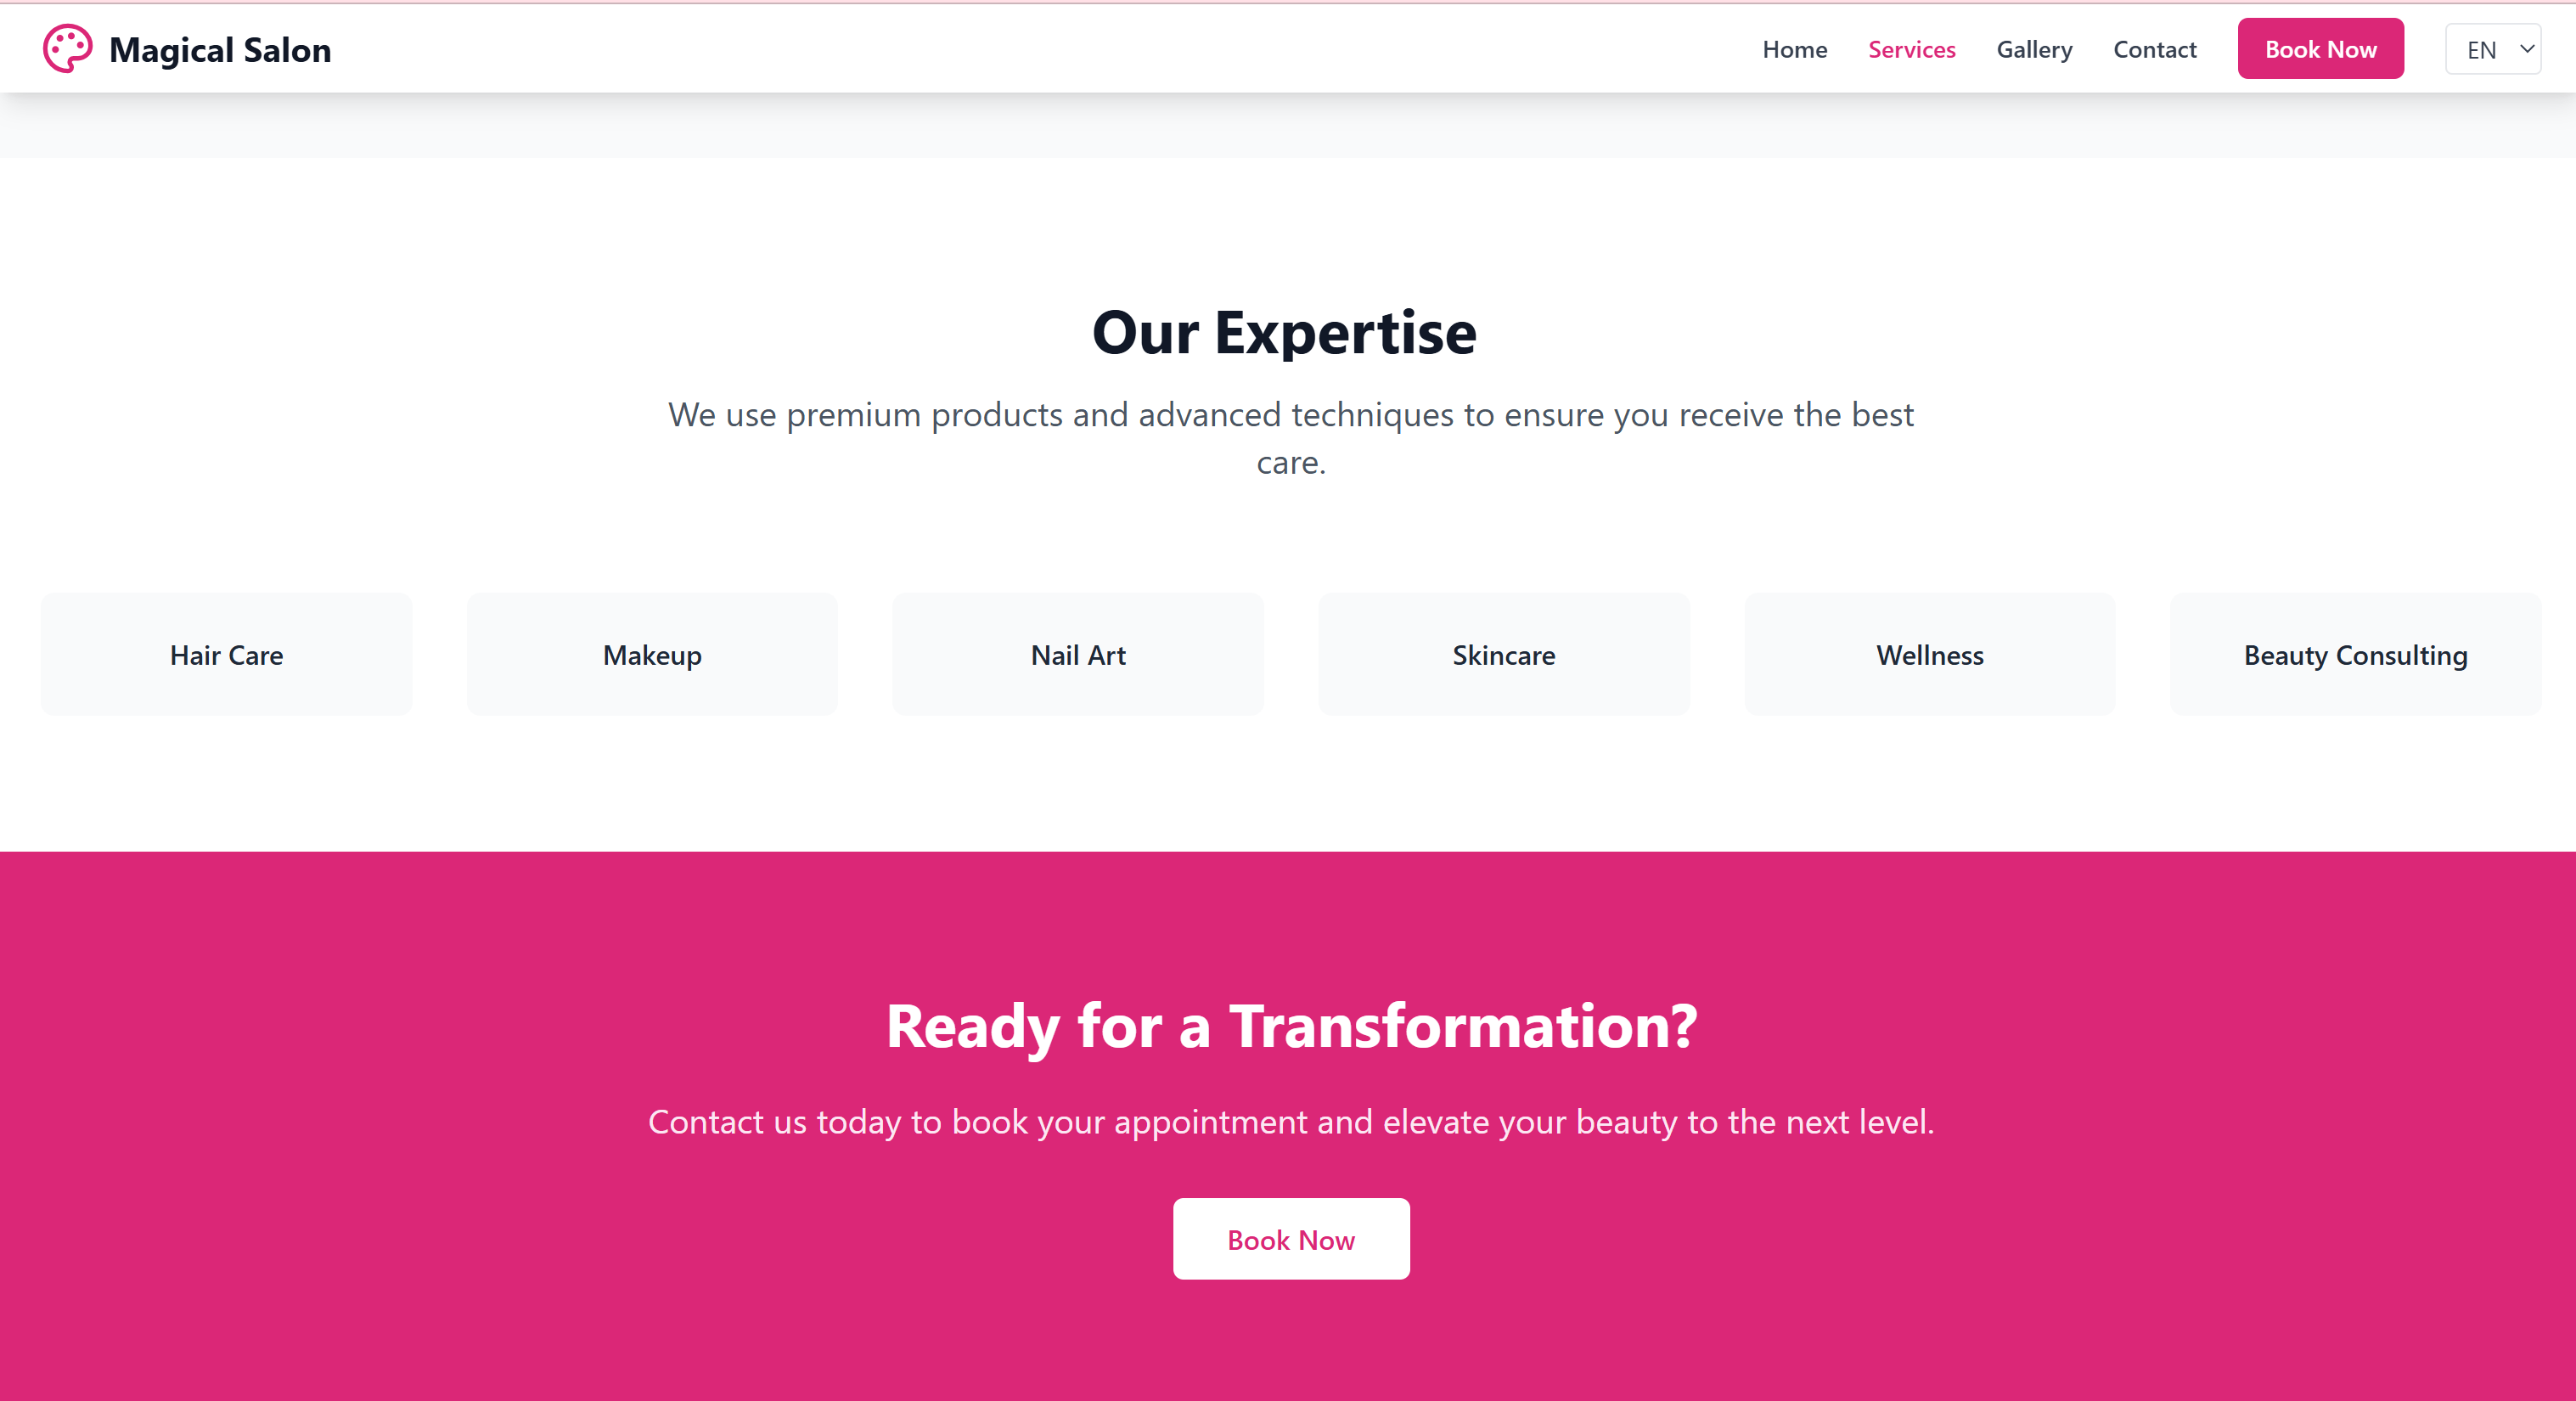 Magical Salon
Home
Services
Gallery
Contact
Book Now
EN
Our Expertise
We use premium products and advanced techniques to ensure you receive the best
care.
Hair Care
Makeup
Nail Art
Skincare
Wellness
Beauty Consulting
Ready for a Transformation?
Contact us today to book your appointment and elevate your beauty to the next level.
Book Now